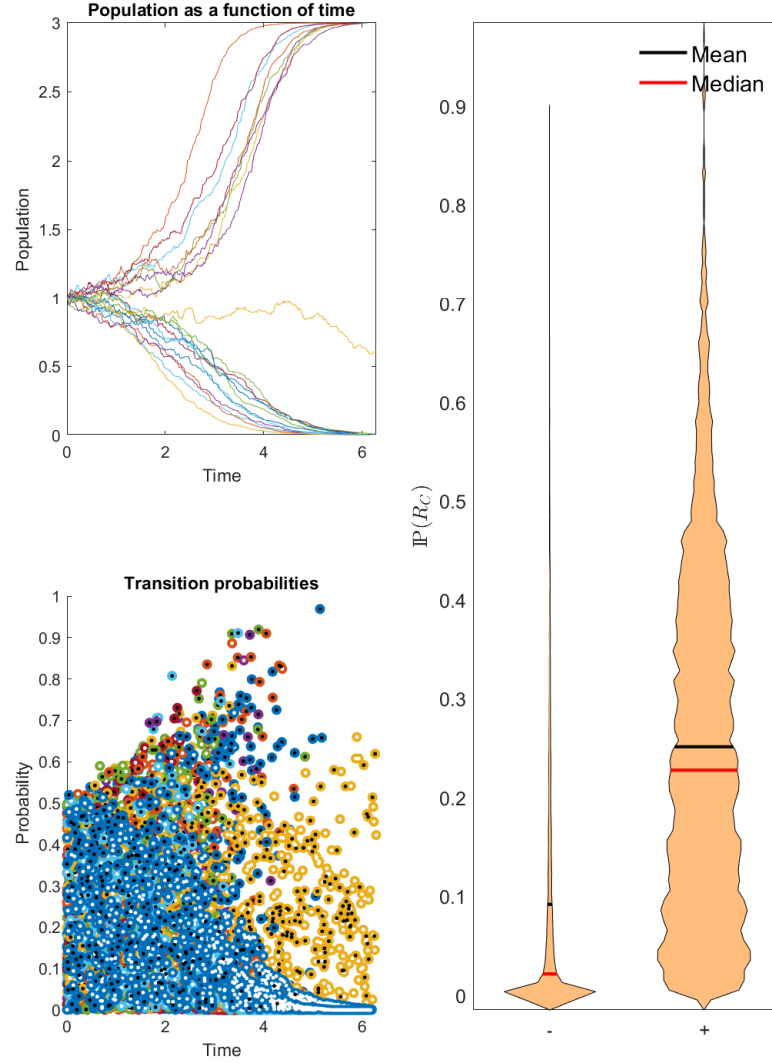 Population as a function of time
3
2.5
2
1.5
1
0.5
0
0 2 4 6
Population
Time
Transition probabilities
1
0.9
0.8
0.7
0.6
0.5
0.4
0.3
0.2
0.1
0
0 2 4 6
Probability
Time
Mean
Median
0.9
0.8
0.7
0.6
0.5
0.4
0.3
0.2
0.1
0
ℙ(R_C)
- +